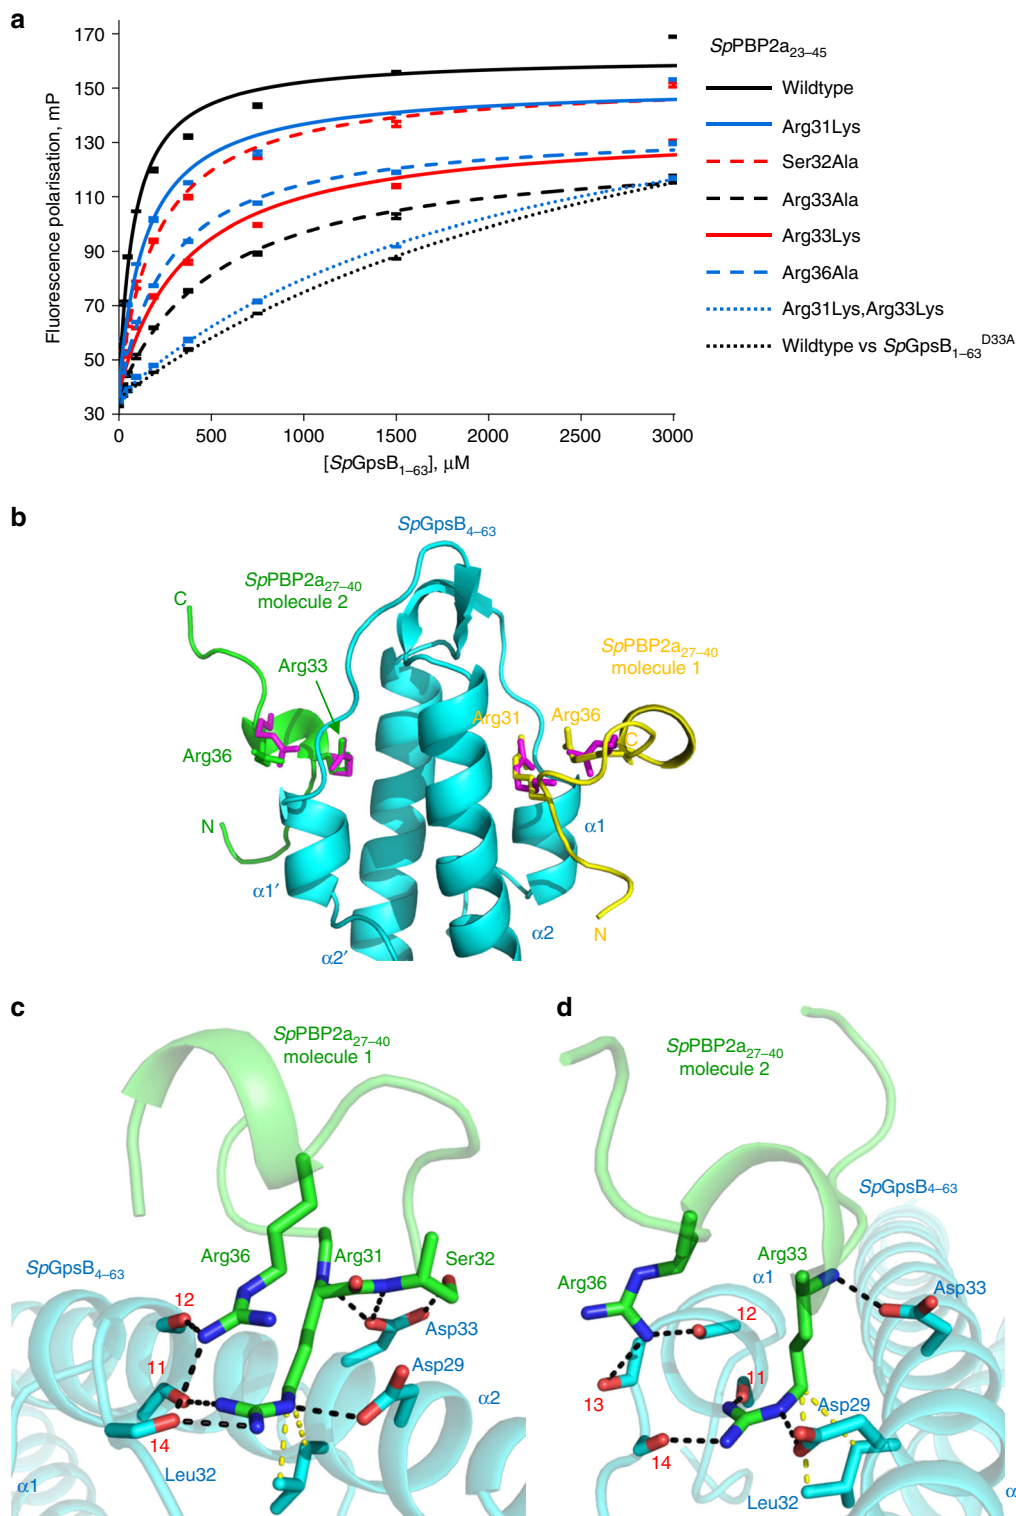 a
170
150
130
110
90
70
50
30
Fluorescence polarisation, mP
0
500
1000
1500
2000
2500
3000
[SpGpsB1–63], μM
SpPBP2a23–45
Wildtype
Arg31Lys
Ser32Ala
Arg33Ala
Arg33Lys
Arg36Ala
Arg31Lys,Arg33Lys
Wildtype vs SpGpsB1–63D33A
b
SpGpsB4–63
SpPBP2a27–40
molecule 2
C
Arg33
Arg36
N
SpPBP2a27–40
molecule 1
Arg31
Arg36
C
α1
α1′
α2
N
α2′
c
SpPBP2a27–40
molecule 1
Arg36
Arg31
Ser32
SpGpsB4–63
12
Asp33
11
Asp29
α2
14
Leu32
α1
d
SpPBP2a27–40
molecule 2
SpGpsB4–63
Arg33
Arg36
α1
Asp33
12
11
13
Asp29
14
Leu32
α